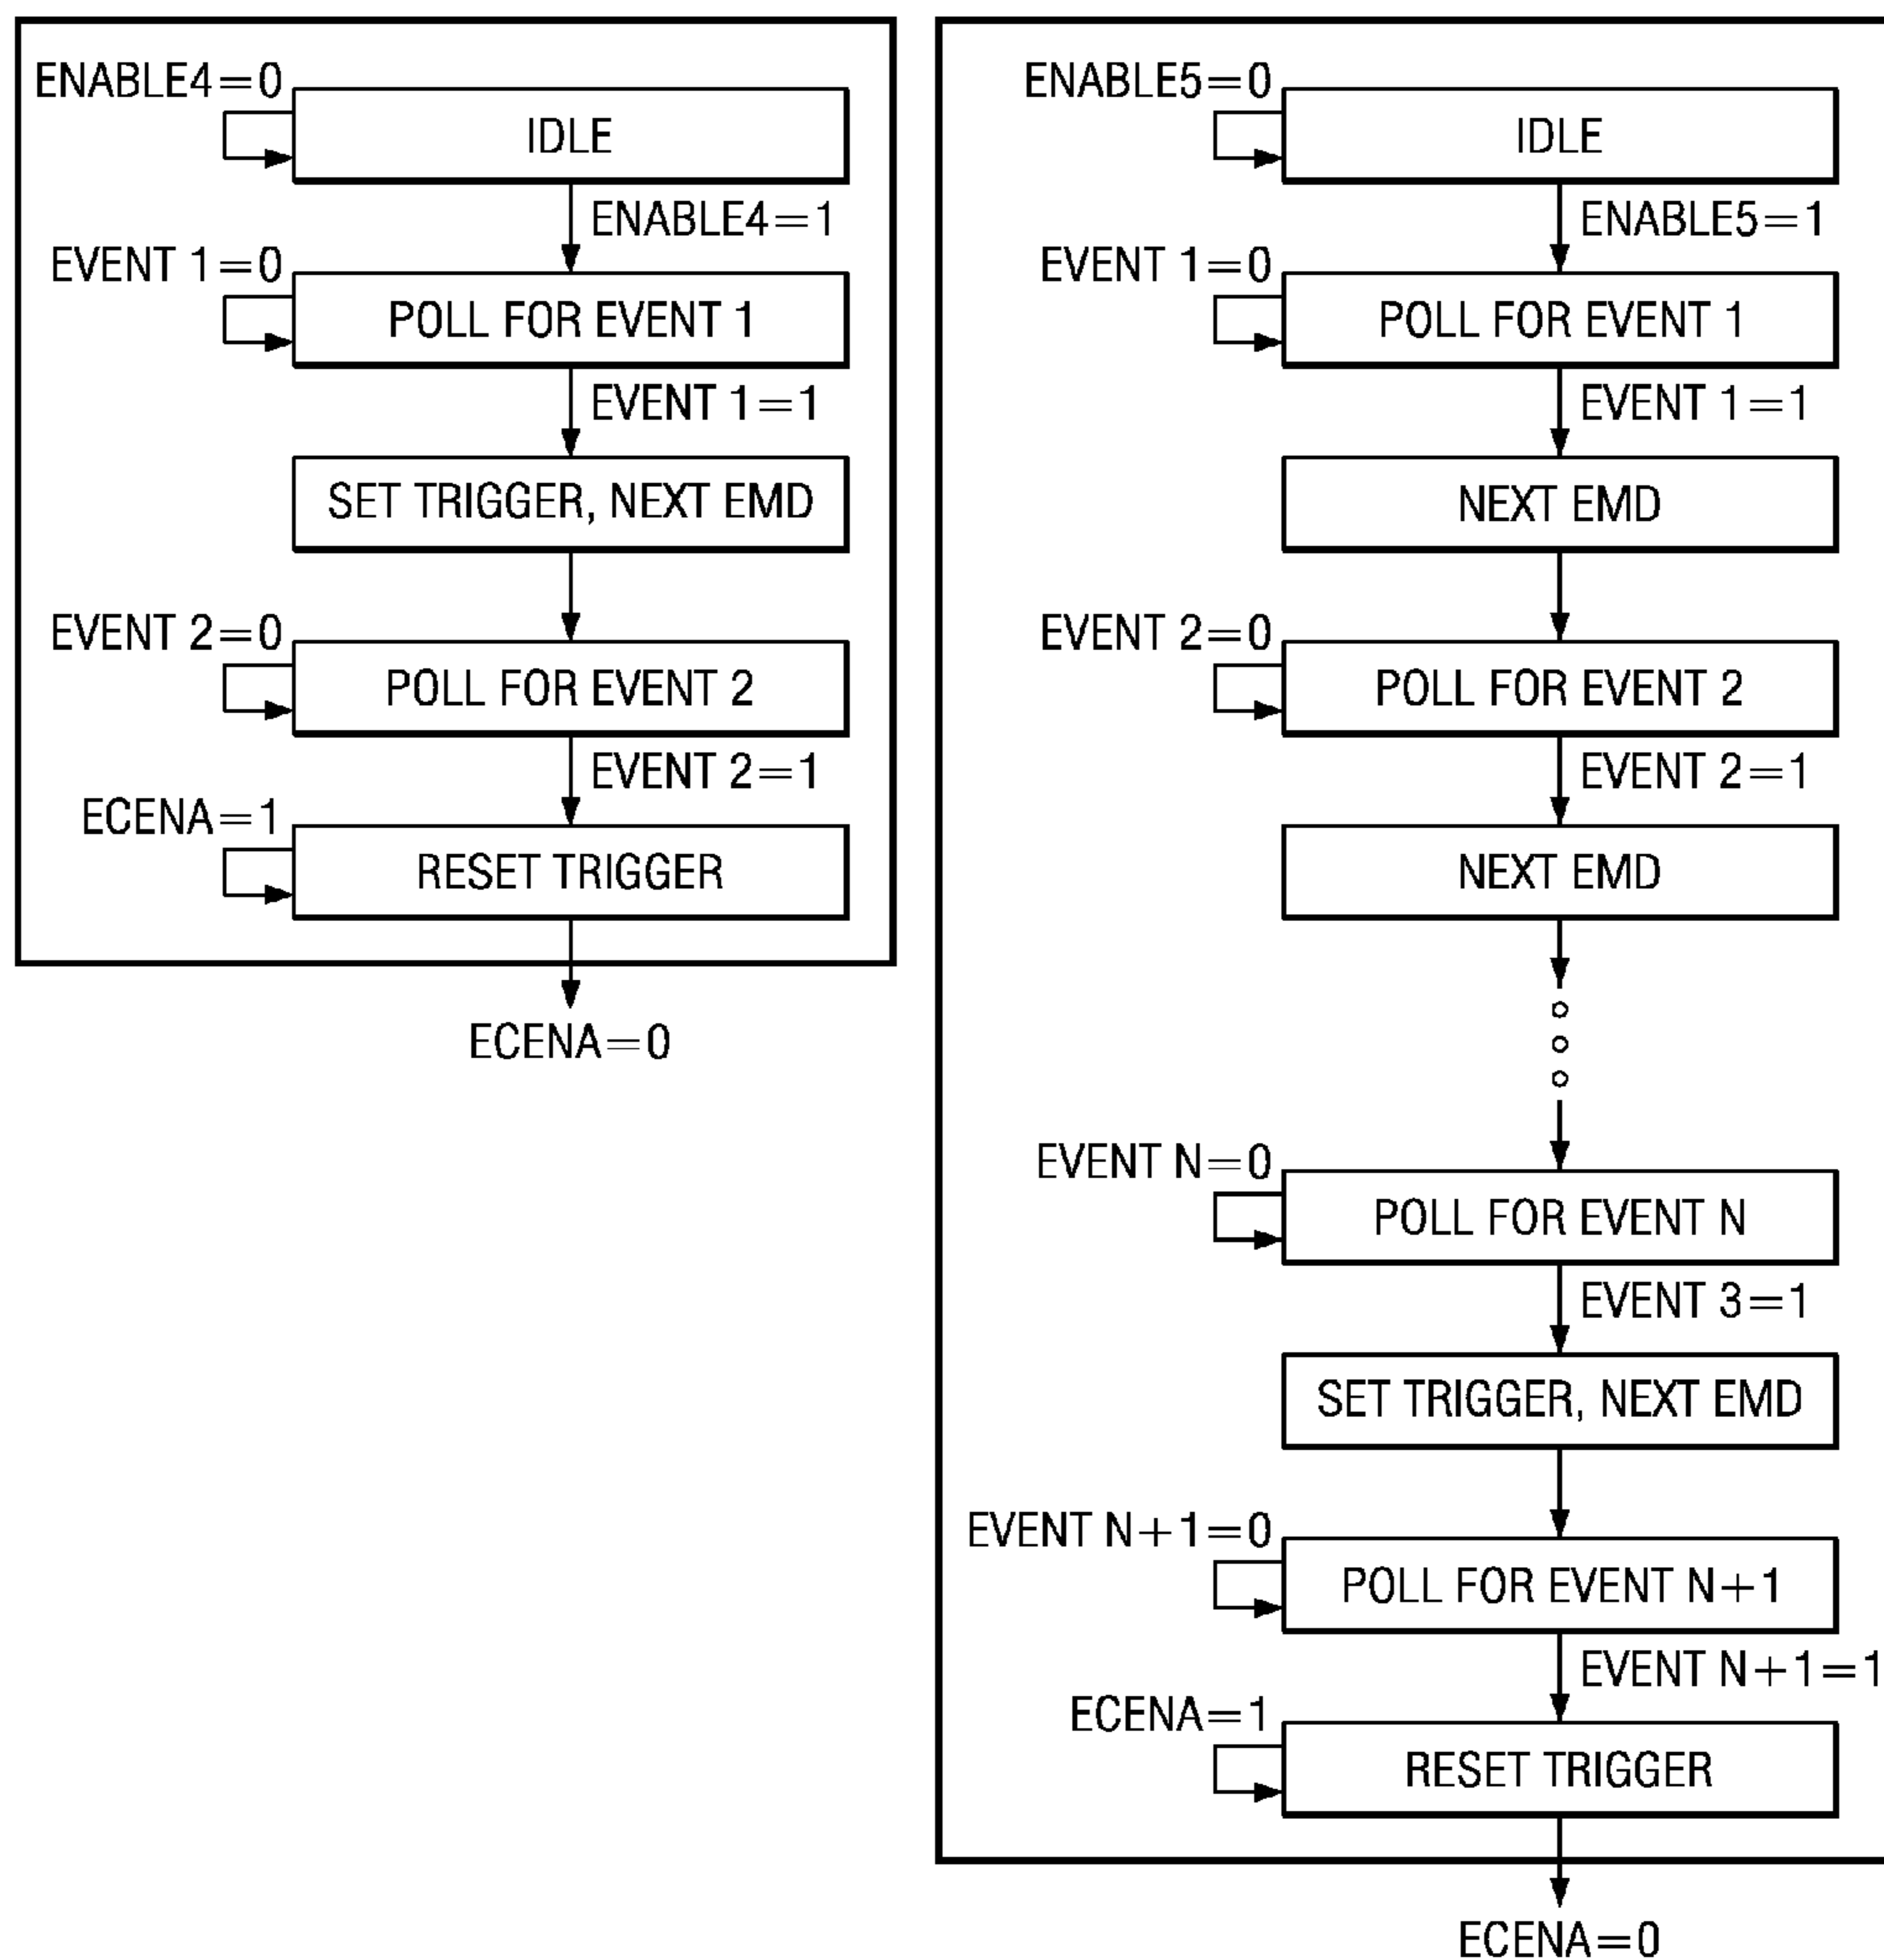 ENABLE4=0
IDLE
ENABLE4=1
EVENT 1=0
POLL FOR EVENT 1
EVENT 1=1
SET TRIGGER, NEXT EMD
EVENT 2=0
POLL FOR EVENT 2
EVENT 2=1
ECENA=1
RESET TRIGGER
ECENA=0
ENABLE5=0
IDLE
ENABLE5=1
EVENT 1=0
POLL FOR EVENT 1
EVENT 1=1
NEXT EMD
EVENT 2=0
POLL FOR EVENT 2
EVENT 2=1
NEXT EMD
EVENT N=0
POLL FOR EVENT N
EVENT 3=1
SET TRIGGER, NEXT EMD
EVENT N+1=0
POLL FOR EVENT N+1
EVENT N+1=1
ECENA=1
RESET TRIGGER
ECENA=0